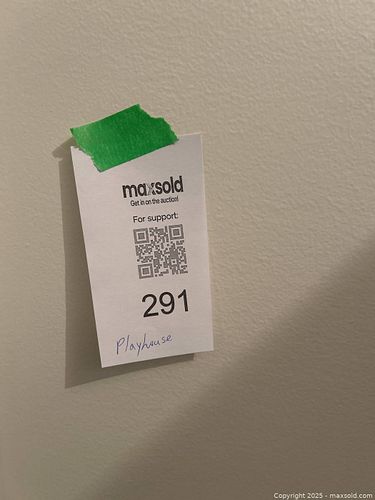 maxsold
Get in on the auction!
For support:
291
Playhouse
Copyright © 2025 - maxsold.com